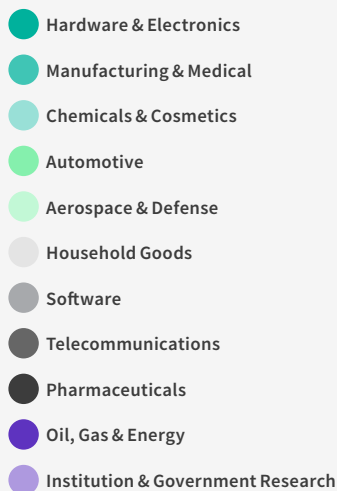 Hardware & Electronics
Manufacturing & Medical
Chemicals & Cosmetics
Automotive
Aerospace & Defense
Household Goods
Software
Telecommunications
Pharmaceuticals
Oil, Gas & Energy
Institution & Government Research